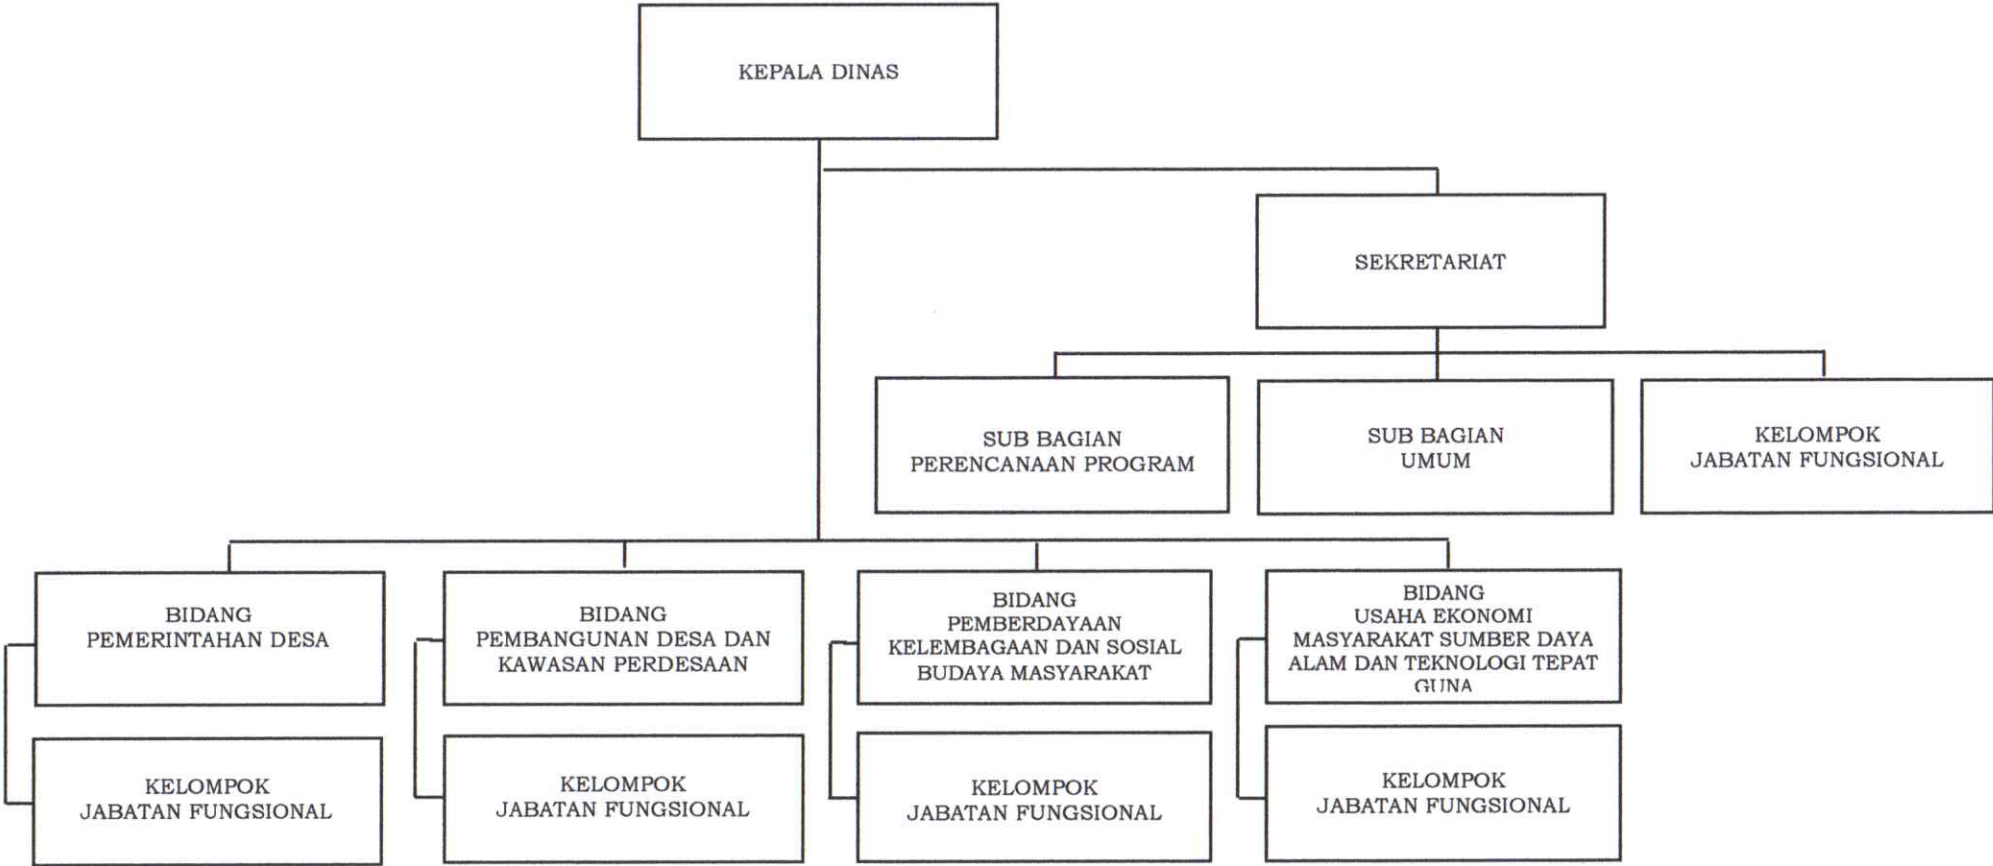 KEPALA DINAS
SEKRETARIAT
SUB BAGIAN
PERENCANAAN PROGRAM
SUB BAGIAN
UMUM
KELOMPOK
JABATAN FUNGSIONAL
BIDANG
PEMERINTAHAN DESA
BIDANG
PEMBANGUNAN DESA DAN
KAWASAN PERDESAAN
BIDANG
PEMBERDAYAAN
KELEMBAGAAN DAN SOSIAL
BUDAYA MASYARAKAT
BIDANG
USAHA EKONOMI
MASYARAKAT SUMBER DAYA
ALAM DAN TEKNOLOGI TEPAT
GUNA
KELOMPOK
JABATAN FUNGSIONAL
KELOMPOK
JABATAN FUNGSIONAL
KELOMPOK
JABATAN FUNGSIONAL
KELOMPOK
JABATAN FUNGSIONAL